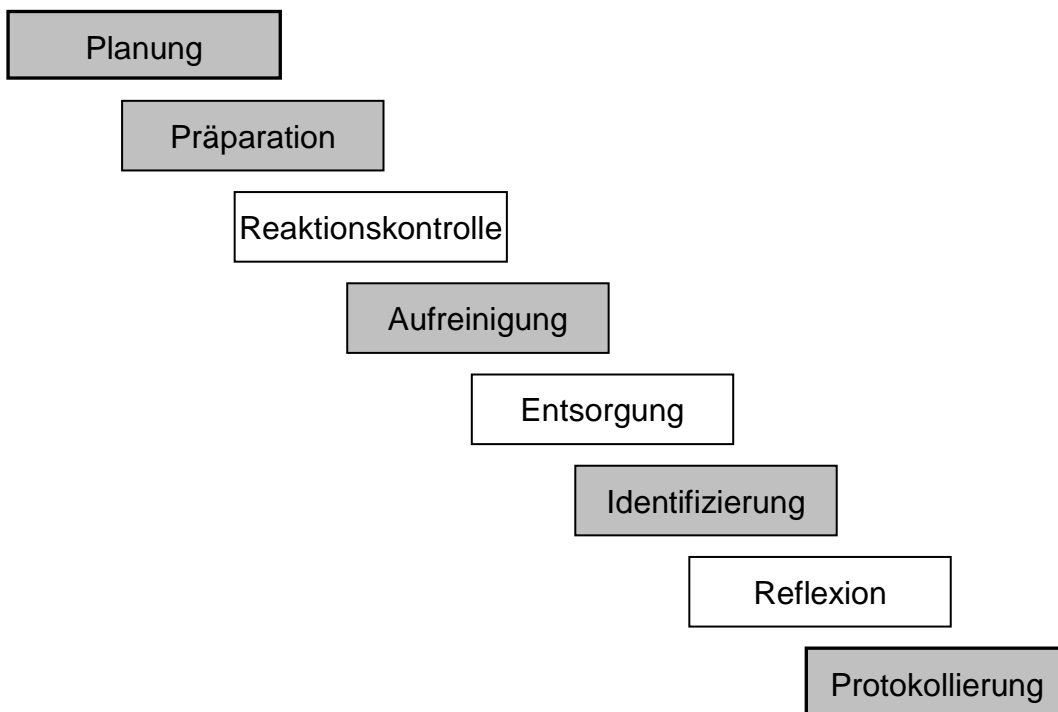 Planung
Präparation
Reaktionskontrolle
Aufreinigung
Entsorgung
Identifizierung
Reflexion
Protokollierung